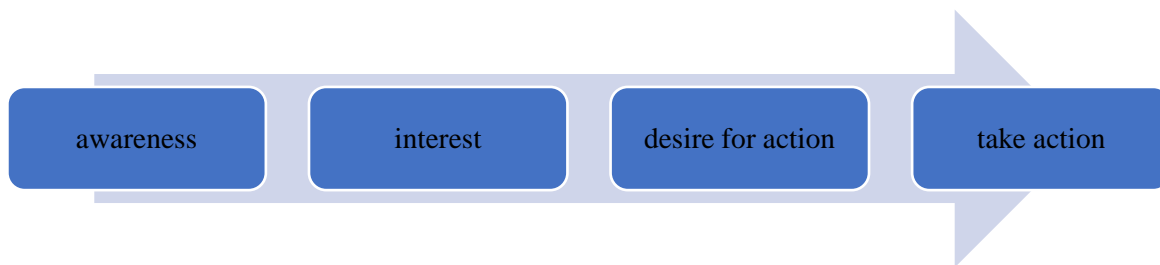 awareness
interest
desire for action
take action